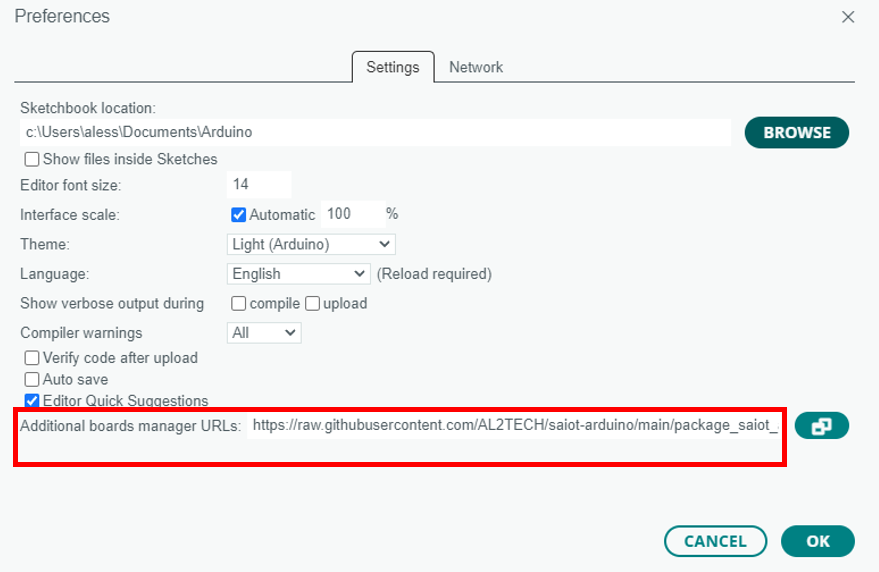 Preferences
Settings Network
Sketchbook location:
c:\Users\aless\Documents\Arduino BROWSE
Show files inside Sketches
Editor font size: 14
Interface scale: Automatic 100 %
Theme: Light (Arduino)
Language: English (Reload required)
Show verbose output during compile upload
Compiler warnings All
Verify code after upload
Auto save
Editor Quick Suggestions
Additional boards manager URLs: https://raw.githubusercontent.com/AL2TECH/saiot-arduino/main/package_saiot_
CANCEL OK